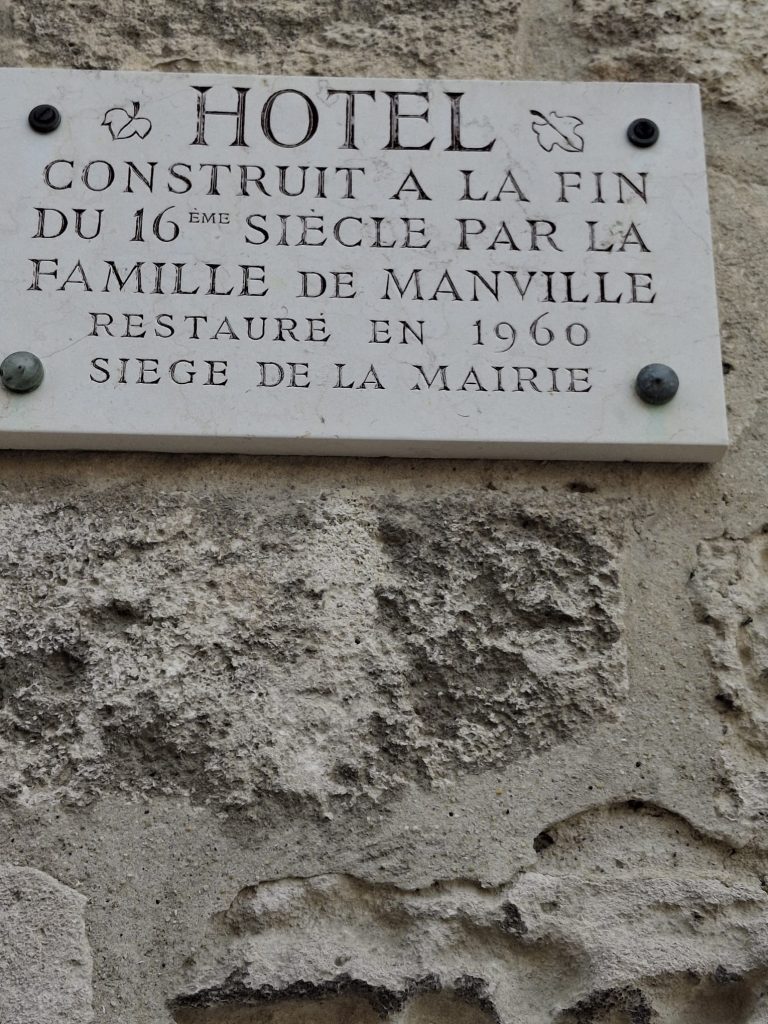 HOTEL
CONSTRUIT A LA FIN
DU 16ÈME SIÈCLE PAR LA
FAMILLE DE MANVILLE
RESTAURÉ EN 1960
SIEGE DE LA MAIRIE